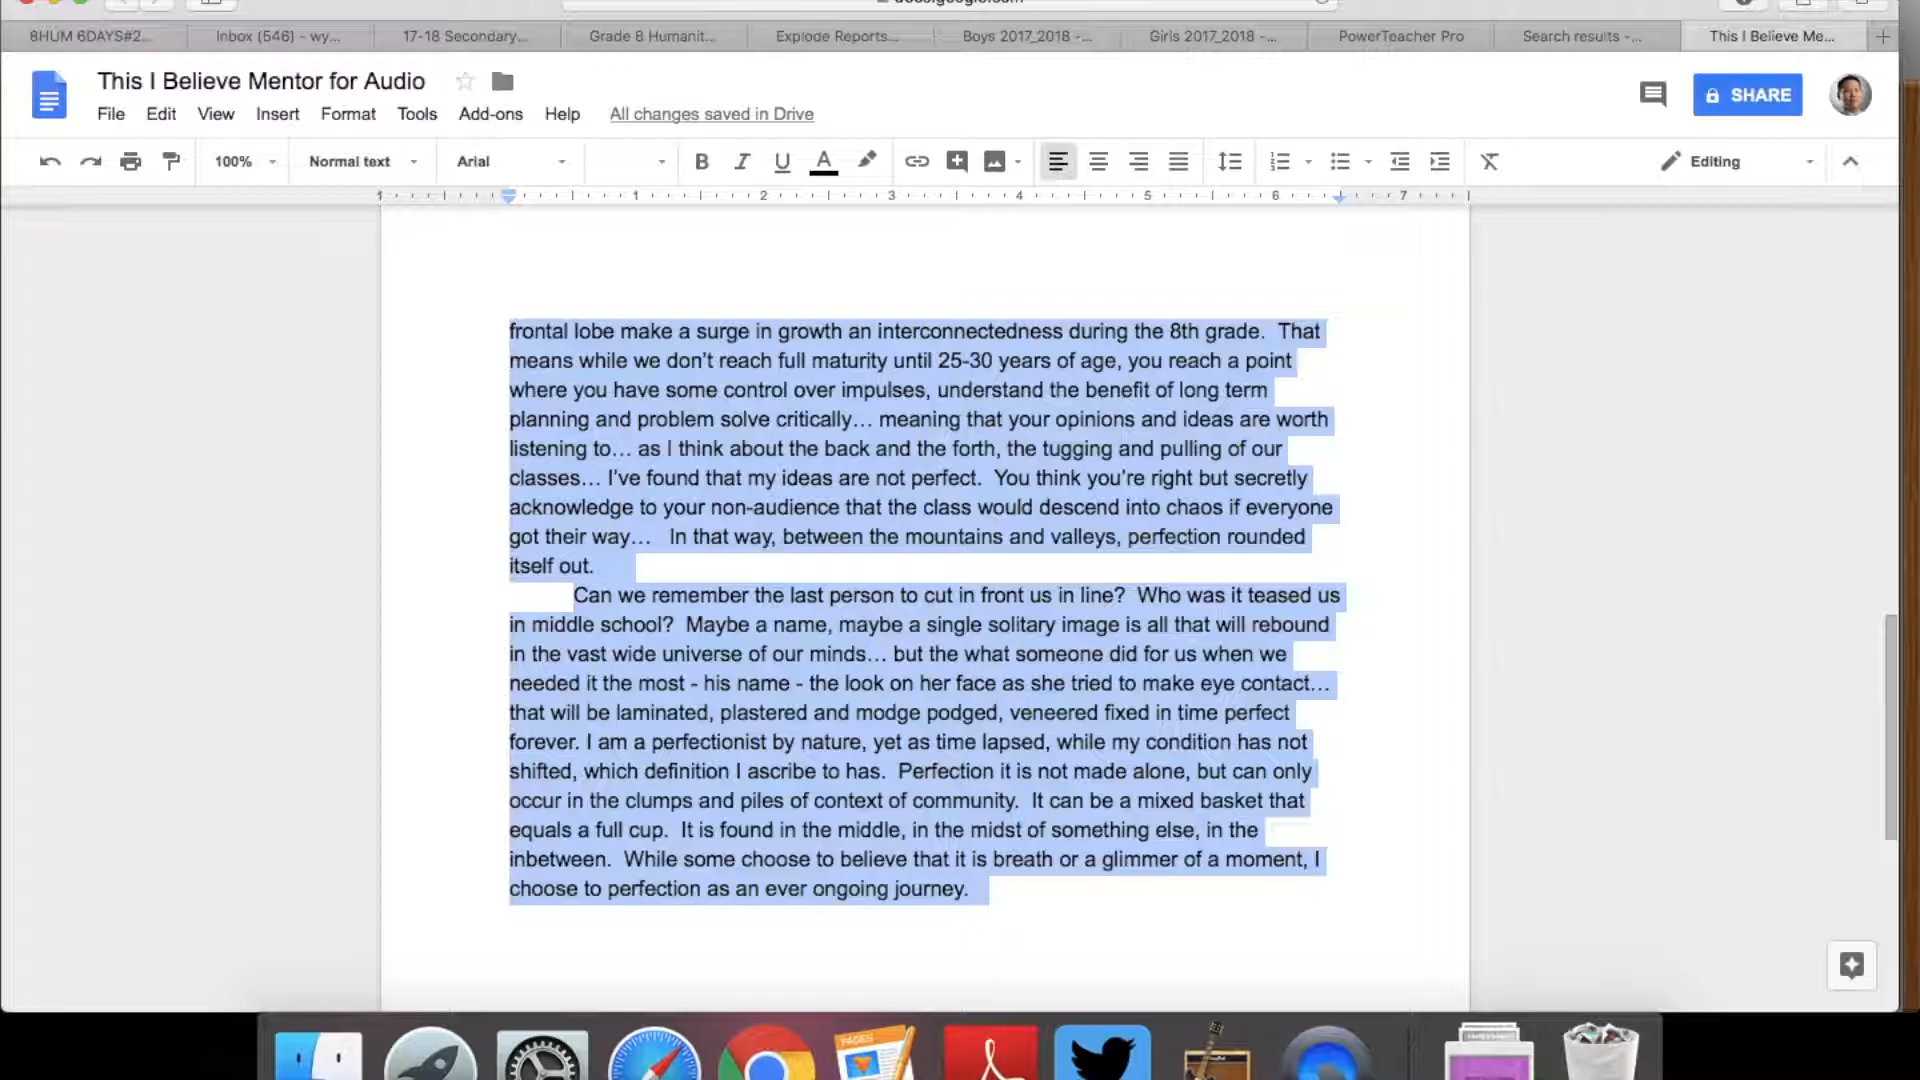 8HUM 6DAYS#2...
Inbox (546) - wy...
17-18 Secondary...
Grade 8 Humanit...
Explode Reports...
Boys 2017_2018 -...
Girls 2017_2018 -...
PowerTeacher Pro
Search results -...
This I Believe Me...
This I Believe Mentor for Audio
SHARE
File Edit View Insert Format Tools Add-ons Help All changes saved in Drive
100% Normal text Arial B I U A Editing
1 1 2 3 4 5 6 7
frontal lobe make a surge in growth an interconnectedness during the 8th grade.  That
means while we don't reach full maturity until 25-30 years of age, you reach a point
where you have some control over impulses, understand the benefit of long term
planning and problem solve critically… meaning that your opinions and ideas are worth
listening to… as I think about the back and the forth, the tugging and pulling of our
classes… I've found that my ideas are not perfect.  You think you're right but secretly
acknowledge to your non-audience that the class would descend into chaos if everyone
got their way…   In that way, between the mountains and valleys, perfection rounded
itself out.
Can we remember the last person to cut in front us in line?  Who was it teased us
in middle school?  Maybe a name, maybe a single solitary image is all that will rebound
in the vast wide universe of our minds… but the what someone did for us when we
needed it the most - his name - the look on her face as she tried to make eye contact…
that will be laminated, plastered and modge podged, veneered fixed in time perfect
forever. I am a perfectionist by nature, yet as time lapsed, while my condition has not
shifted, which definition I ascribe to has.  Perfection it is not made alone, but can only
occur in the clumps and piles of context of community.  It can be a mixed basket that
equals a full cup.  It is found in the middle, in the midst of something else, in the
inbetween.  While some choose to believe that it is breath or a glimmer of a moment, I
choose to perfection as an ever ongoing journey.
PAGES